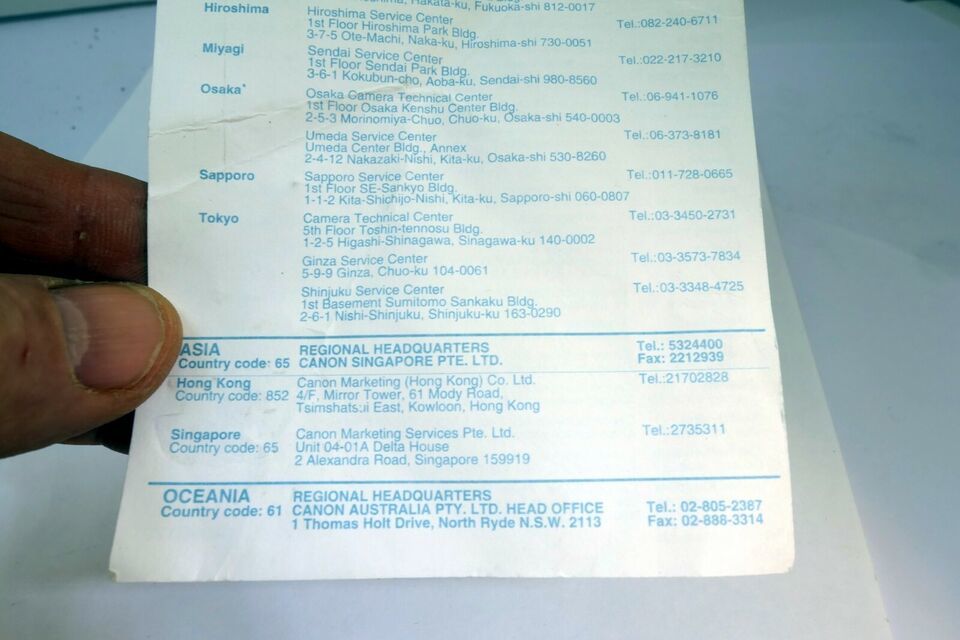 Hakata-ku, Fukuoka-shi 812-0017
Hiroshima Hiroshima Service Center Tel.:082-240-6711
1st Floor Hiroshima Park Bldg.
3-7-5 Ote-Machi, Naka-ku, Hiroshima-shi 730-0051
Miyagi Sendai Service Center Tel.:022-217-3210
1st Floor Sendai Park Bldg.
3-6-1 Kokubun-cho, Aoba-ku, Sendai-shi 980-8560
Osaka* Osaka Camera Technical Center Tel.:06-941-1076
1st Floor Osaka Kenshu Center Bldg.
2-5-3 Morinomiya-Chuo, Chuo-ku, Osaka-shi 540-0003
Umeda Service Center Tel.:06-373-8181
Umeda Center Bldg., Annex
2-4-12 Nakazaki-Nishi, Kita-ku, Osaka-shi 530-8260
Sapporo Sapporo Service Center Tel.:011-728-0665
1st Floor SE-Sankyo Bldg.
1-1-2 Kita-Shichijo-Nishi, Kita-ku, Sapporo-shi 060-0807
Tokyo Camera Technical Center Tel.:03-3450-2731
5th Floor Toshin-tennosu Bldg.
1-2-5 Higashi-Shinagawa, Sinagawa-ku 140-0002
Ginza Service Center Tel.:03-3573-7834
5-9-9 Ginza, Chuo-ku 104-0061
Shinjuku Service Center Tel.:03-3348-4725
1st Basement Sumitomo Sankaku Bldg.
2-6-1 Nishi-Shinjuku, Shinjuku-ku 163-0290
ASIA REGIONAL HEADQUARTERS Tel.: 5324400
Country code: 65 CANON SINGAPORE PTE. LTD. Fax: 2212939
Hong Kong Canon Marketing (Hong Kong) Co. Ltd. Tel.:21702828
Country code: 852 4/F, Mirror Tower, 61 Mody Road,
Tsimshatsui East, Kowloon, Hong Kong
Singapore Canon Marketing Services Pte. Ltd. Tel.:2735311
Country code: 65 Unit 04-01A Delta House
2 Alexandra Road, Singapore 159919
OCEANIA REGIONAL HEADQUARTERS
Country code: 61 CANON AUSTRALIA PTY. LTD. HEAD OFFICE Tel.: 02-805-2387
1 Thomas Holt Drive, North Ryde N.S.W. 2113 Fax: 02-888-3314